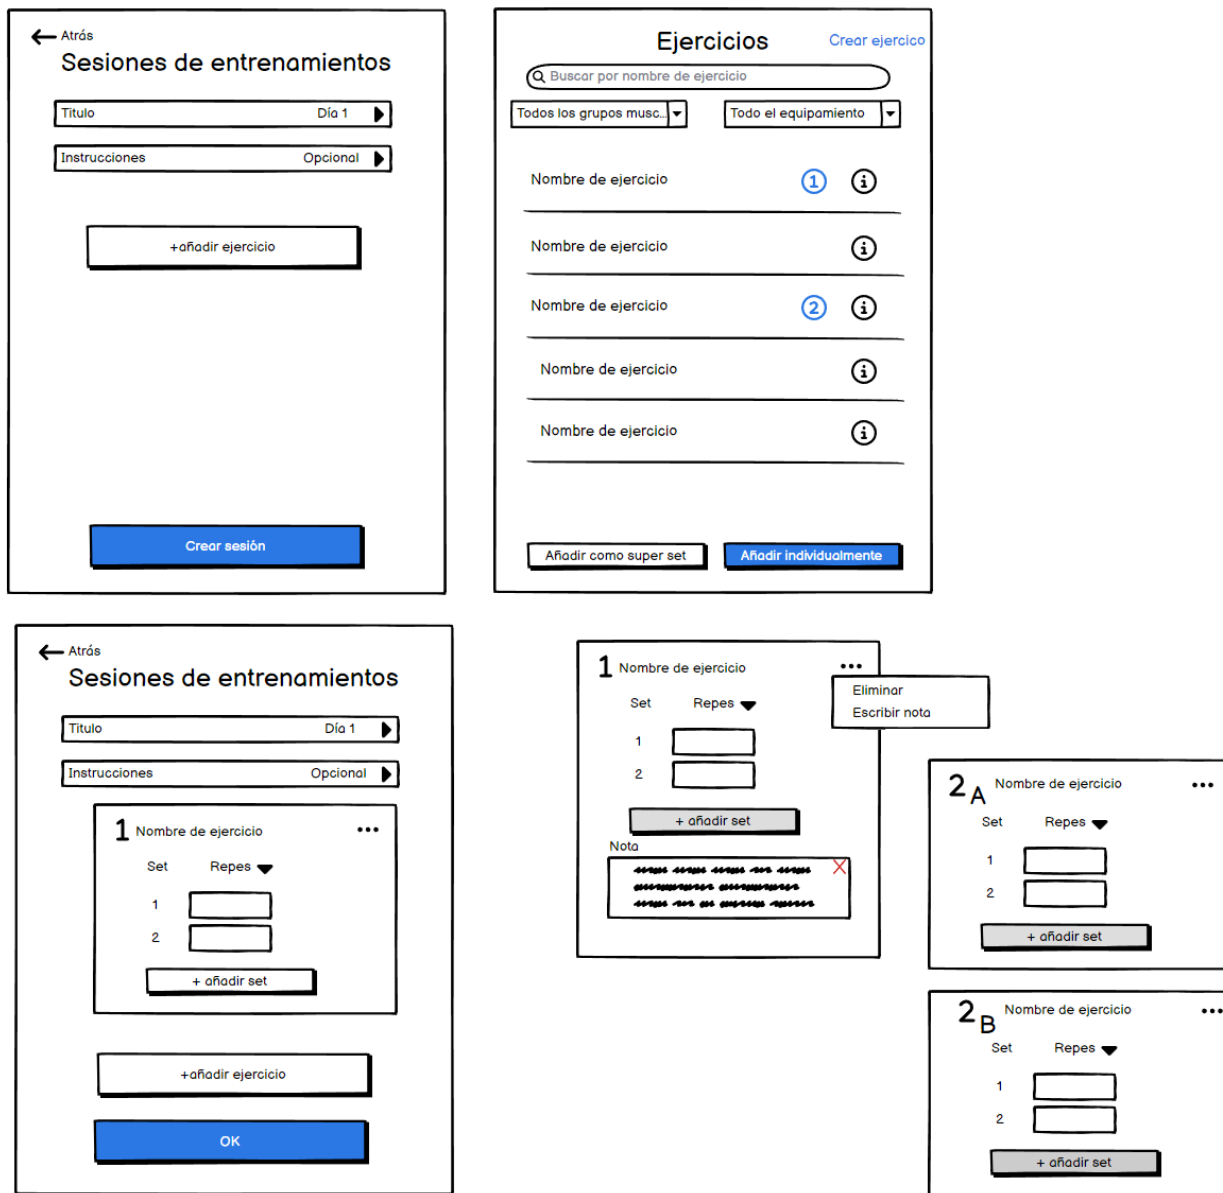 Atrás
Sesiones de entrenamientos
Titulo Día 1
Instrucciones Opcional
+añadir ejercicio
Crear sesión
Ejercicios Crear ejercico
Buscar por nombre de ejercicio
Todos los grupos musc... Todo el equipamiento
Nombre de ejercicio 1 i
Nombre de ejercicio i
Nombre de ejercicio 2 i
Nombre de ejercicio i
Nombre de ejercicio i
Añadir como super set Añadir individualmente
Atrás
Sesiones de entrenamientos
Titulo Día 1
Instrucciones Opcional
1 Nombre de ejercicio
Set Repes
1
2
+ añadir set
+añadir ejercicio
OK
1 Nombre de ejercicio
Eliminar
Escribir nota
Set Repes
1
2
+ añadir set
Nota
2A Nombre de ejercicio
Set Repes
1
2
+ añadir set
2B Nombre de ejercicio
Set Repes
1
2
+ añadir set